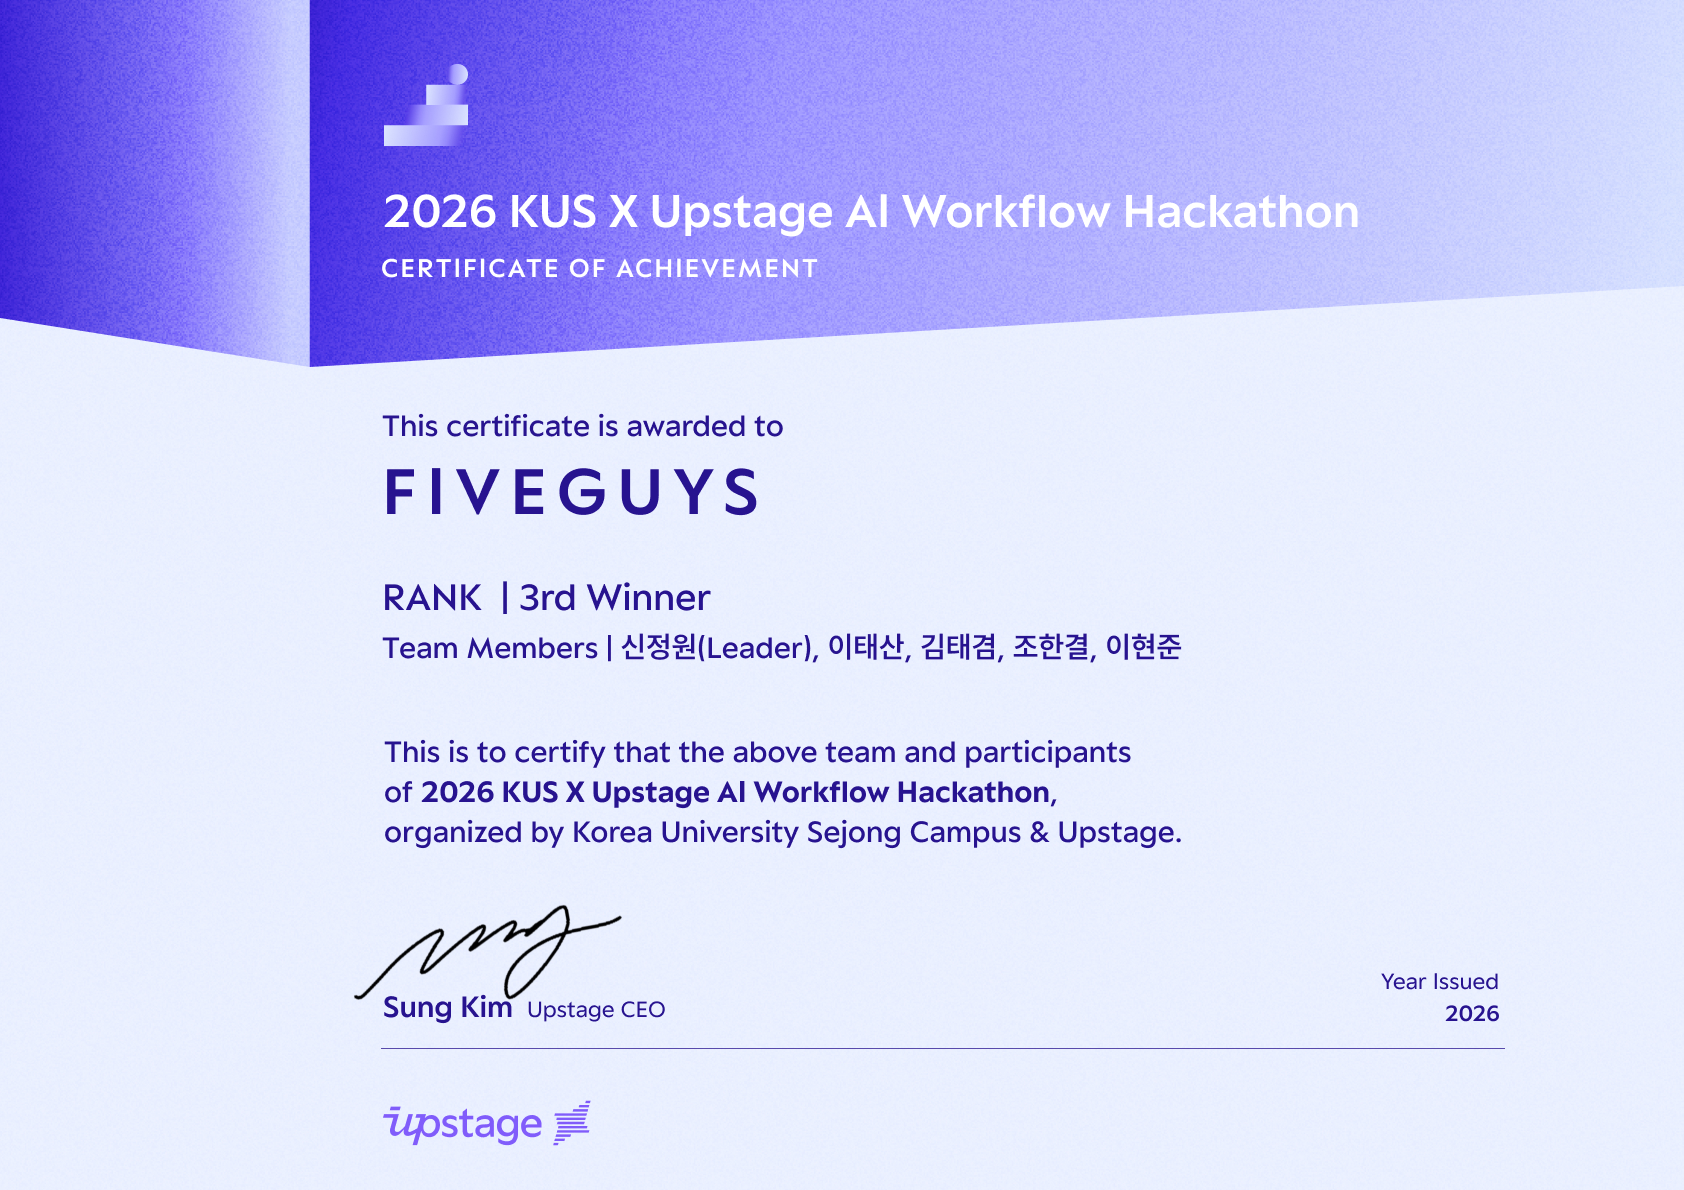 2026 KUS X Upstage AI Workflow Hackathon
CERTIFICATE OF ACHIEVEMENT
This certificate is awarded to
FIVEGUYS
RANK | 3rd Winner
Team Members | 신정원(Leader), 이태산, 김태겸, 조한결, 이현준
This is to certify that the above team and participants
of 2026 KUS X Upstage AI Workflow Hackathon,
organized by Korea University Sejong Campus & Upstage.
Sung Kim Upstage CEO
Year Issued
2026
upstage